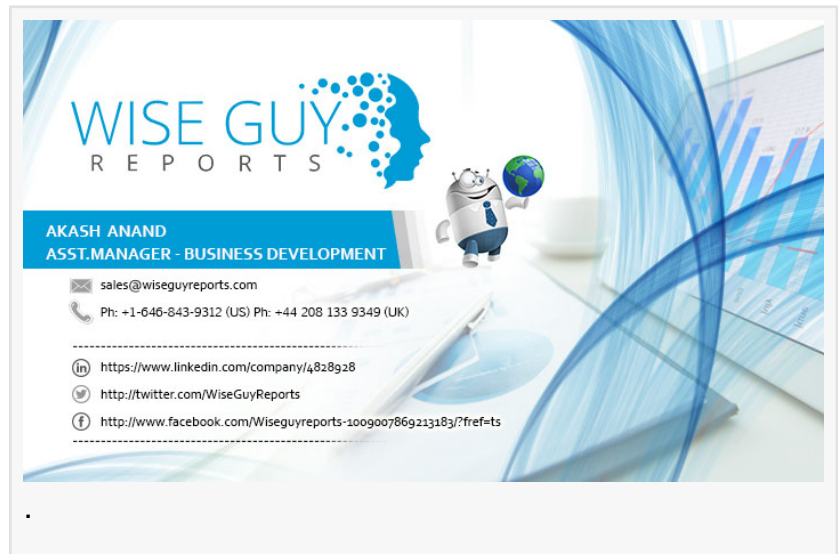 WISE GUY
REPORTS
AKASH ANAND
ASST.MANAGER - BUSINESS DEVELOPMENT
sales@wiseguyreports.com
Ph: +1-646-843-9312 (US) Ph: +44 208 133 9349 (UK)
in https://www.linkedin.com/company/4828928
http://twitter.com/WiseGuyReports
f http://www.facebook.com/Wiseguyreports-1009007869213183/?fref=ts
.